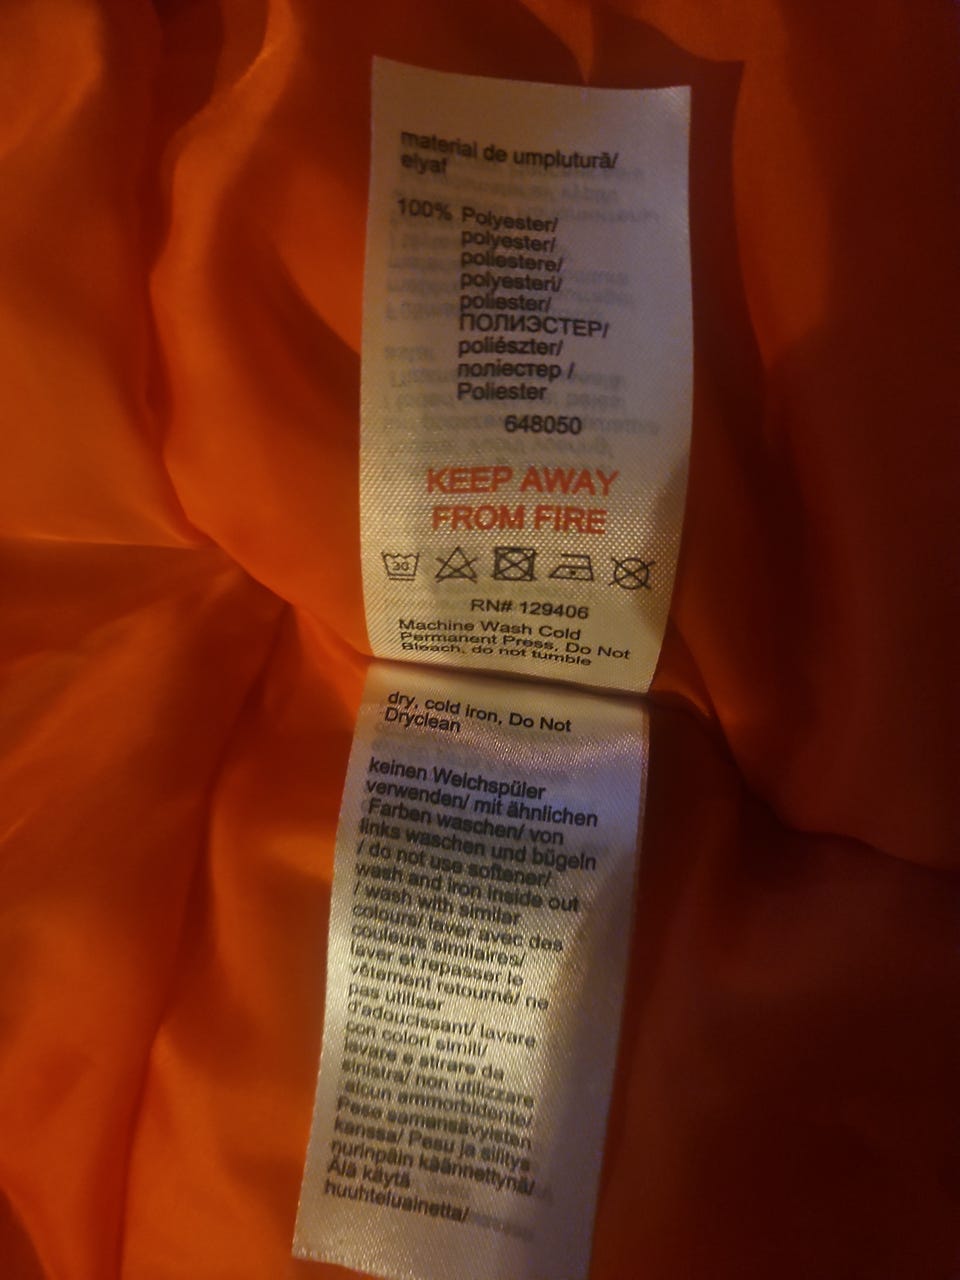 material de umplutură/
elyaf
100% Polyester/
polyester/
poliestere/
polyesteri/
poliester/
ПОЛИЭСТЕР/
poliészter/
поліестер /
Poliester
648050
KEEP AWAY
FROM FIRE
30
RN# 129406
Machine Wash Cold
Permanent Press, Do Not
Bleach, do not tumble
dry, cold iron, Do Not
Dryclean
keinen Weichspüler
verwenden/ mit ähnlichen
Farben waschen/ von
links waschen und bügeln
/ do not use softener/
wash and iron inside out
/ wash with similar
colours/ laver avec des
couleurs similaires/
laver et repasser le
vêtement retourné/ ne
pas utiliser
d'adoucissant/ lavare
con colori simili/
lavare e stirare da
sinistra/ non utilizzare
alcun ammorbidente/
Pese samansävyisten
kanssa/ Pesu ja silitys
nurinpäin käännettynä/
Älä käytä
huuhteluainetta/